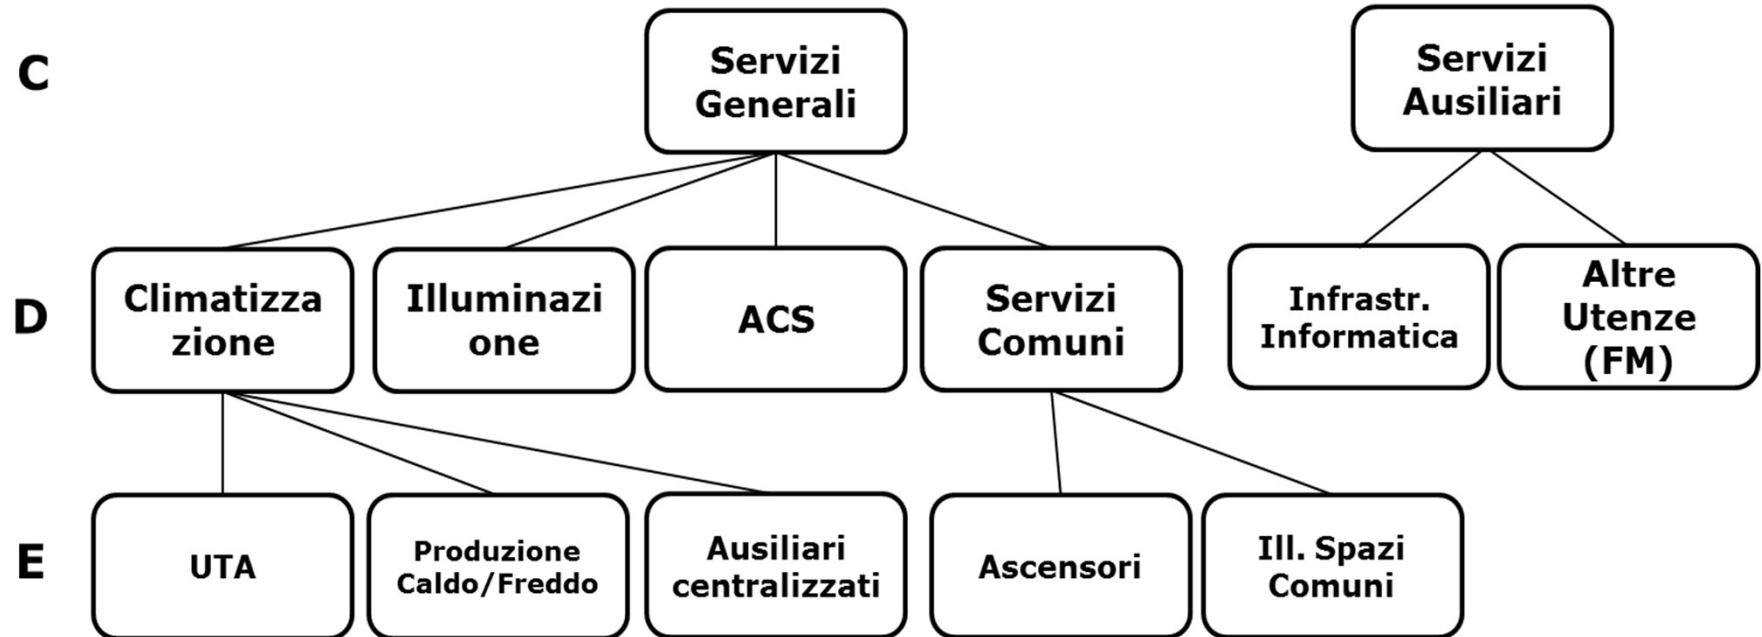 C
Servizi
Generali
Servizi
Ausiliari
D
Climatizza
zione
Illuminazi
one
ACS
Servizi
Comuni
Infrastr.
Informatica
Altre
Utenze
(FM)
E
UTA
Produzione
Caldo/Freddo
Ausiliari
centralizzati
Ascensori
Ill. Spazi
Comuni